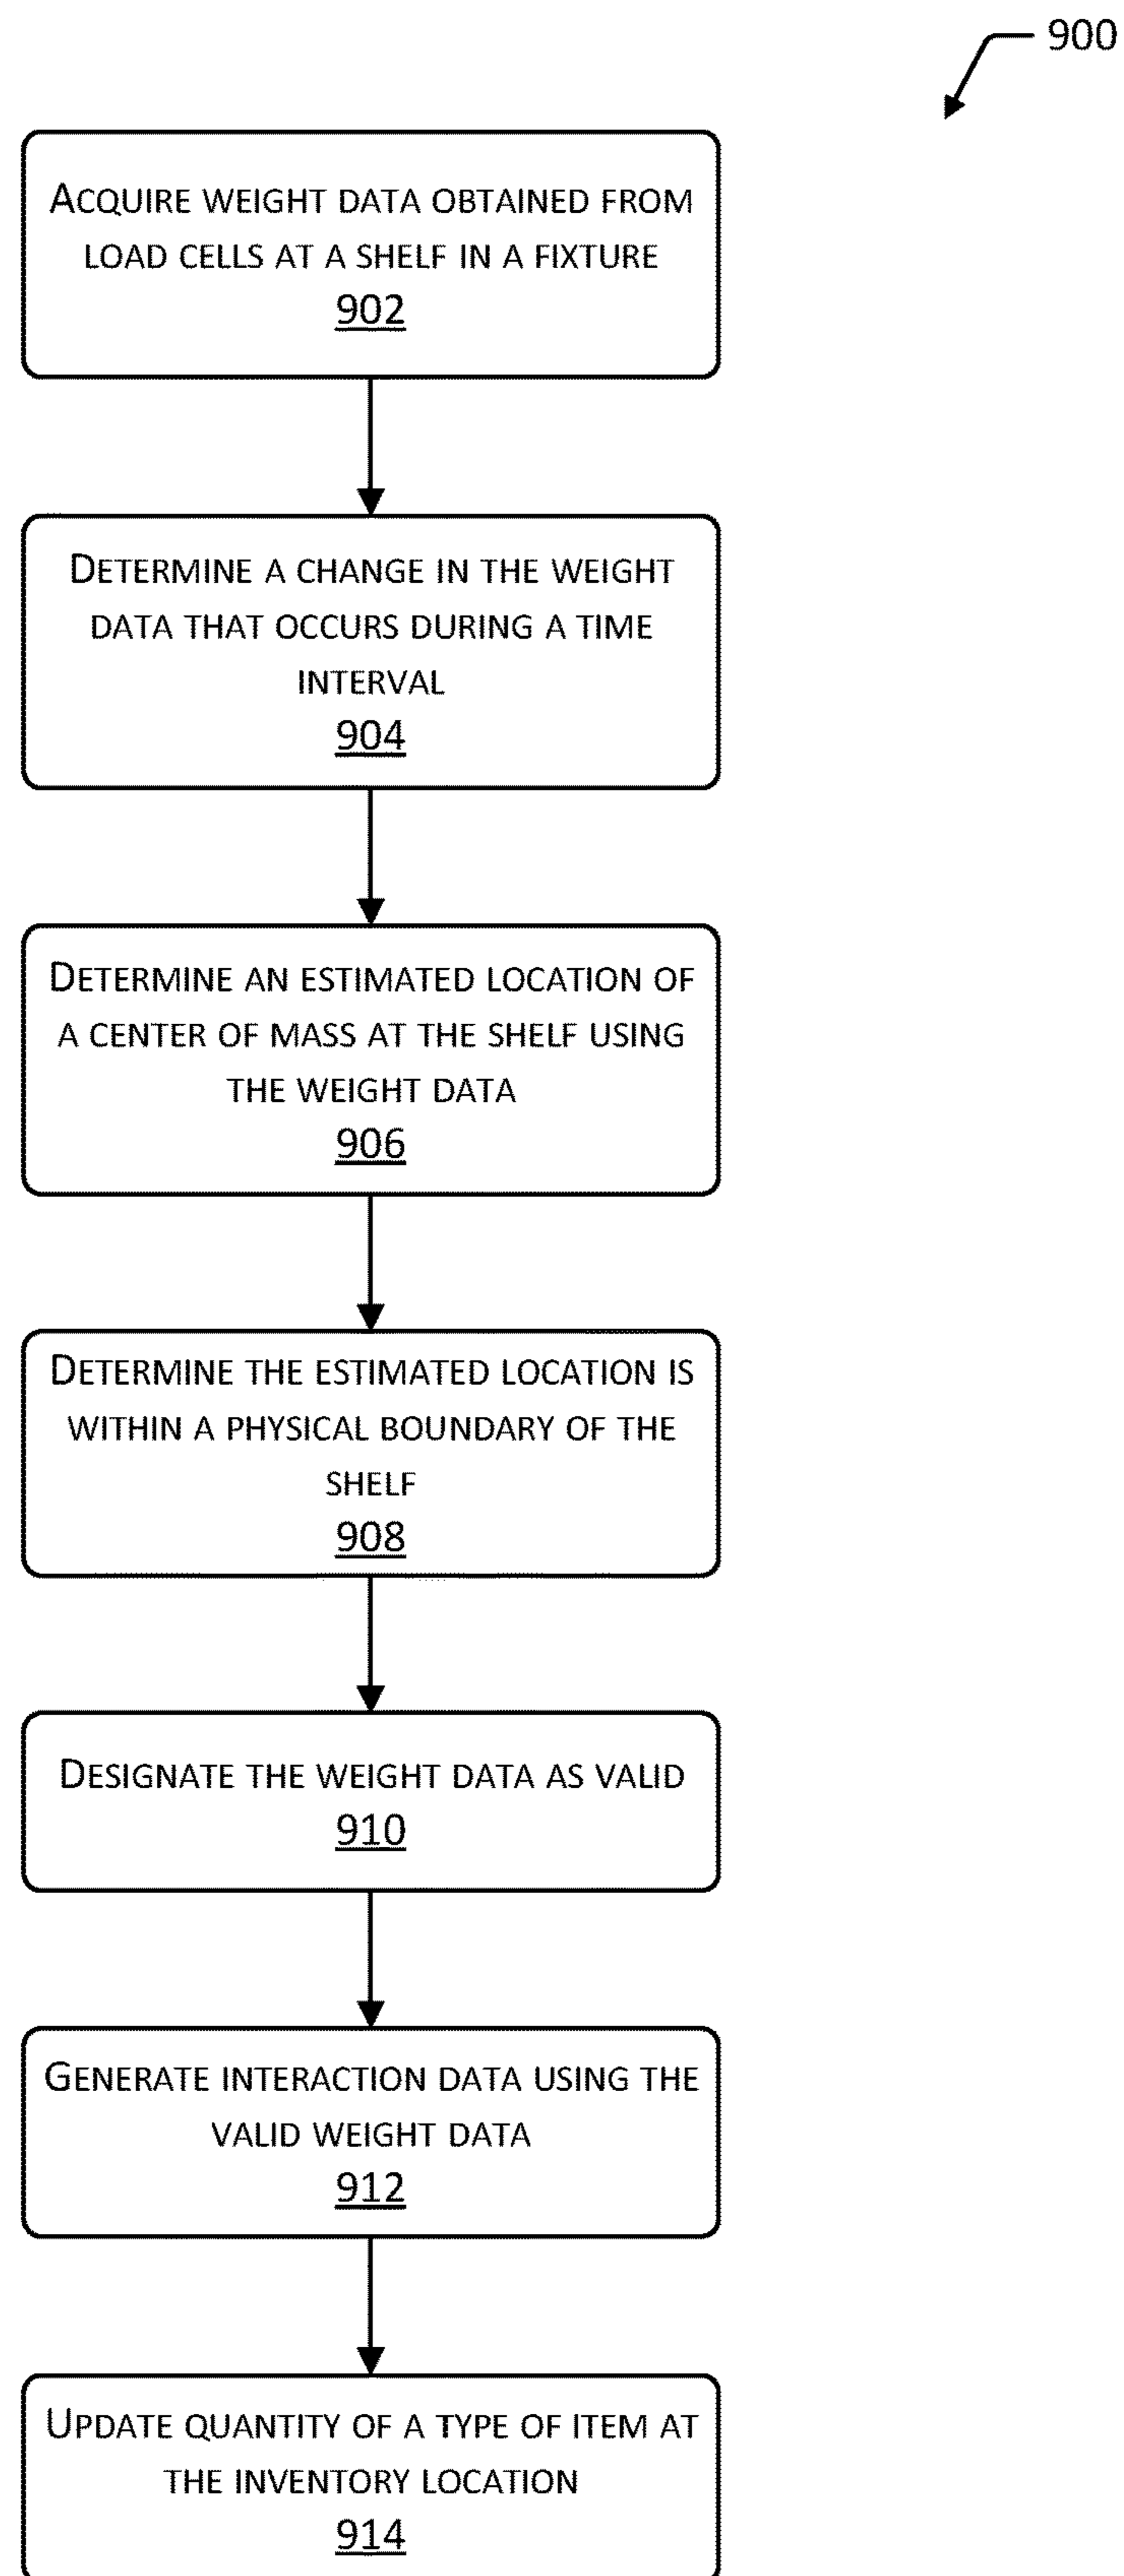 900
ACQUIRE WEIGHT DATA OBTAINED FROM
LOAD CELLS AT A SHELF IN A FIXTURE
902
DETERMINE A CHANGE IN THE WEIGHT
DATA THAT OCCURS DURING A TIME
INTERVAL
904
DETERMINE AN ESTIMATED LOCATION OF
A CENTER OF MASS AT THE SHELF USING
THE WEIGHT DATA
906
DETERMINE THE ESTIMATED LOCATION IS
WITHIN A PHYSICAL BOUNDARY OF THE
SHELF
908
DESIGNATE THE WEIGHT DATA AS VALID
910
GENERATE INTERACTION DATA USING THE
VALID WEIGHT DATA
912
UPDATE QUANTITY OF A TYPE OF ITEM AT
THE INVENTORY LOCATION
914